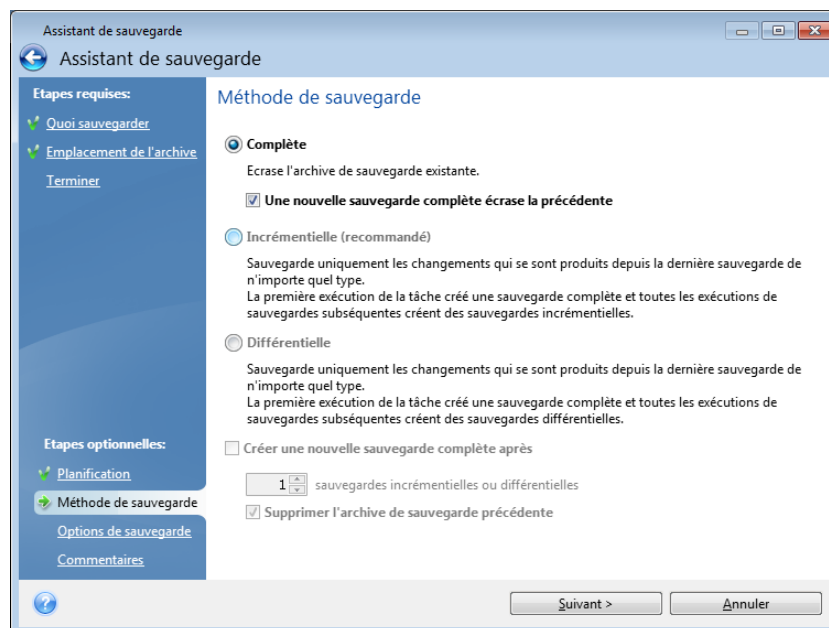 Assistant de sauvegarde
Assistant de sauvegarde
Etapes requises:
Quoi sauvegarder
Emplacement de l'archive
Terminer
Méthode de sauvegarde
Complète
Ecrase l'archive de sauvegarde existante.
Une nouvelle sauvegarde complète écrase la précédente
Incrémentielle (recommandé)
Sauvegarde uniquement les changements qui se sont produits depuis la dernière sauvegarde de
n'importe quel type.
La première exécution de la tâche créé une sauvegarde complète et toutes les exécutions de
sauvegardes subséquentes créent des sauvegardes incrémentielles.
Différentielle
Sauvegarde uniquement les changements qui se sont produits depuis la dernière sauvegarde de
n'importe quel type.
La première exécution de la tâche créé une sauvegarde complète et toutes les exécutions de
sauvegardes subséquentes créent des sauvegardes différentielles.
Créer une nouvelle sauvegarde complète après
1 sauvegardes incrémentielles ou différentielles
Supprimer l'archive de sauvegarde précédente
Etapes optionnelles:
Planification
Méthode de sauvegarde
Options de sauvegarde
Commentaires
?
Suivant >
Annuler